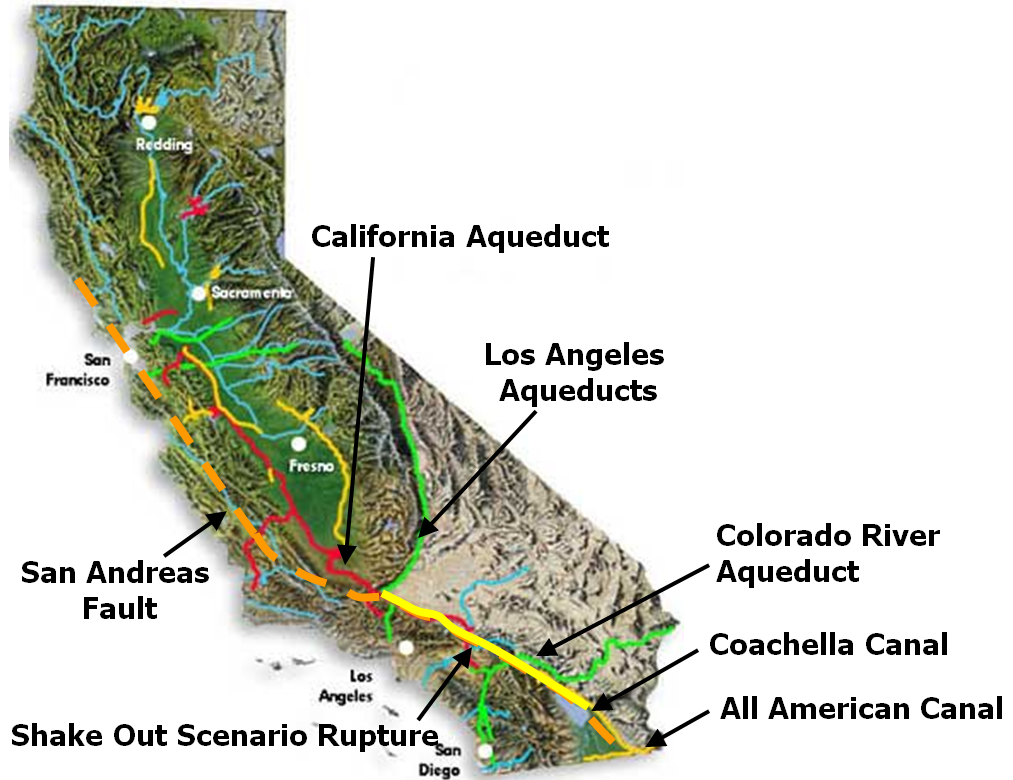 Redding
California Aqueduct
Sacramento
San
Francisco
Los Angeles
Aqueducts
Fresno
San Andreas
Fault
Colorado River
Aqueduct
Coachella Canal
Los
Angeles
All American Canal
Shake Out Scenario Rupture
San
Diego